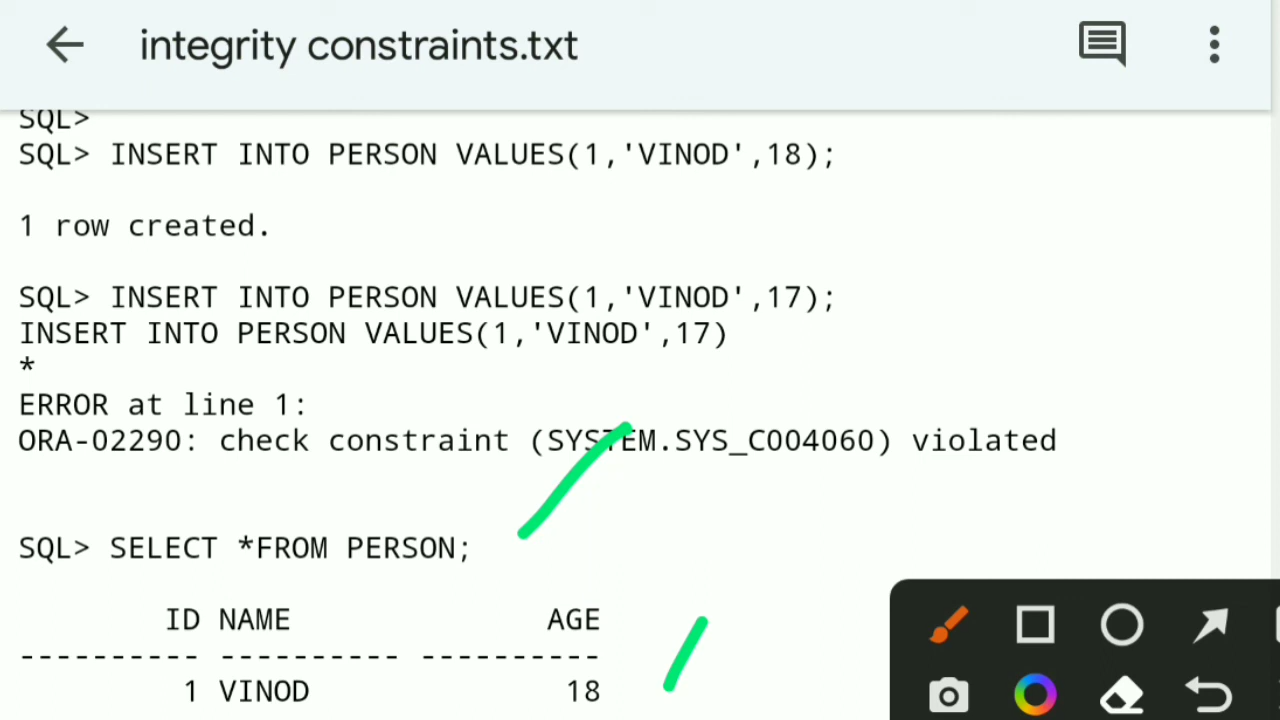 integrity constraints.txt
SQL>
SQL> INSERT INTO PERSON VALUES(1,'VINOD',18);
1 row created.
SQL> INSERT INTO PERSON VALUES(1,'VINOD',17);
INSERT INTO PERSON VALUES(1,'VINOD',17)
*
ERROR at line 1:
ORA-02290: check constraint (SYSTEM.SYS_C004060) violated
SQL> SELECT *FROM PERSON;
ID NAME AGE
---------- ---------- ----------
1 VINOD 18